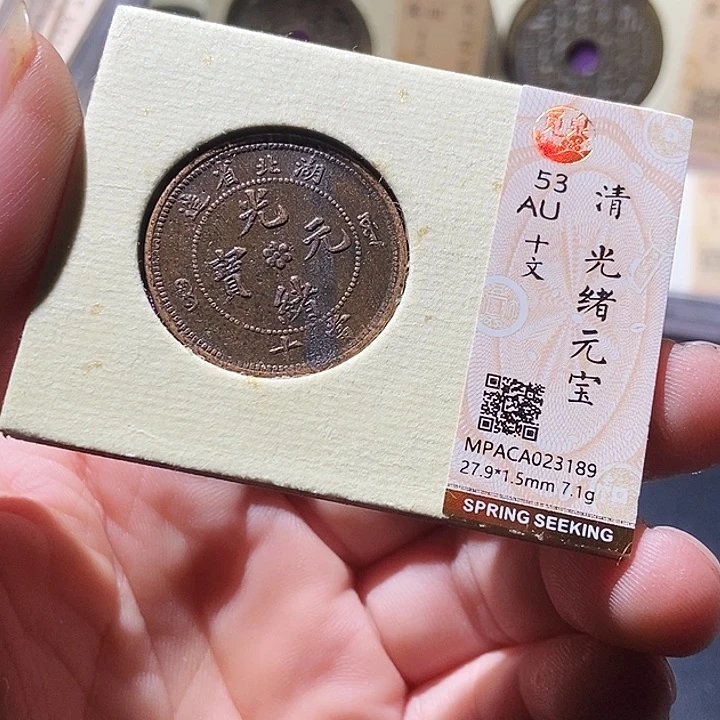 湖北省造
光緒元寶
當十
53
AU
十文
清
光绪元宝
MPACA023189
27.9*1.5mm 7.1g
SPRING SEEKING